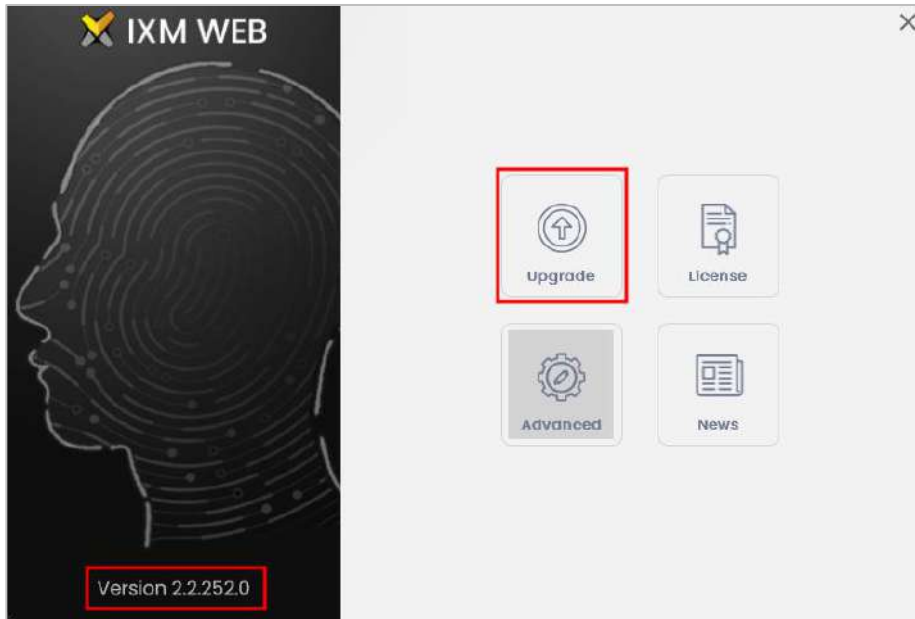 IXM WEB
Upgrade
License
Advanced
News
Version 2.2.252.0